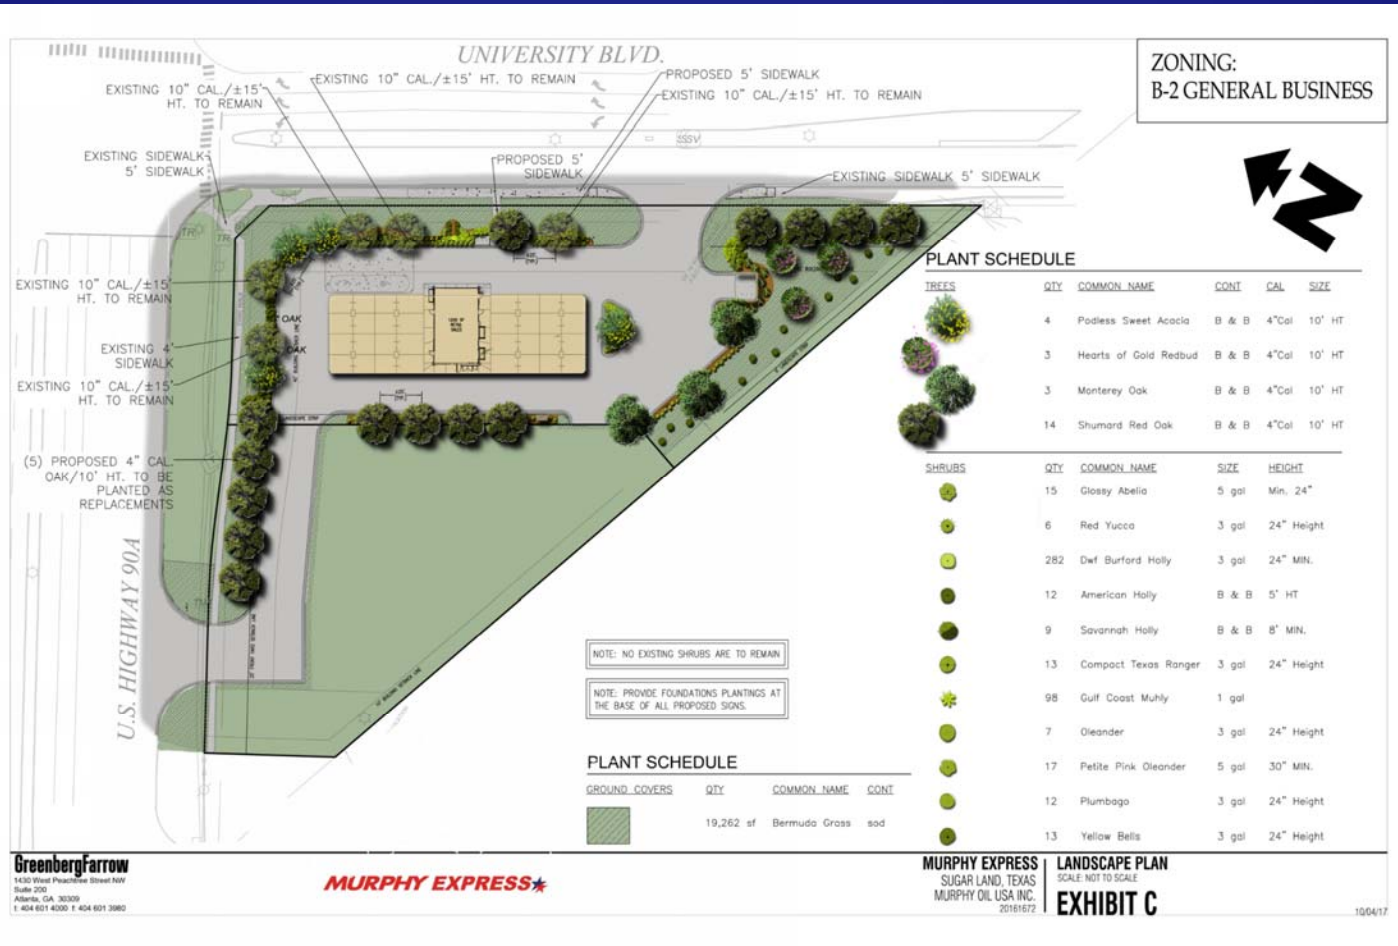 UNIVERSITY BLVD.
ZONING:
B-2 GENERAL BUSINESS
EXISTING 10" CAL./±15'
HT. TO REMAIN
EXISTING 10" CAL./±15' HT. TO REMAIN
PROPOSED 5' SIDEWALK
EXISTING 10" CAL./±15' HT. TO REMAIN
EXISTING SIDEWALK
5' SIDEWALK
PROPOSED 5'
SIDEWALK
EXISTING SIDEWALK 5' SIDEWALK
SSV
TR
TR
N
EXISTING 10" CAL./±15'
HT. TO REMAIN
OAK
OAK
EXISTING 4'
SIDEWALK
EXISTING 10" CAL./±15'
HT. TO REMAIN
(5) PROPOSED 4" CAL.
OAK/10' HT. TO BE
PLANTED AS
REPLACEMENTS
U.S. HIGHWAY 90A
PLANT SCHEDULE
TREES QTY COMMON NAME CONT CAL SIZE
4 Podless Sweet Acacia B & B 4"Cal 10' HT
3 Hearts of Gold Redbud B & B 4"Cal 10' HT
3 Monterey Oak B & B 4"Cal 10' HT
14 Shumard Red Oak B & B 4"Cal 10' HT
SHRUBS QTY COMMON NAME SIZE HEIGHT
15 Glossy Abelia 5 gal Min. 24"
6 Red Yucca 3 gal 24" Height
282 Dwf Burford Holly 3 gal 24" MIN.
12 American Holly B & B 5' HT
9 Savannah Holly B & B 8' MIN.
13 Compact Texas Ranger 3 gal 24" Height
98 Gulf Coast Muhly 1 gal
7 Oleander 3 gal 24" Height
17 Petite Pink Oleander 5 gal 30" MIN.
12 Plumbago 3 gal 24" Height
13 Yellow Bells 3 gal 24" Height
NOTE: NO EXISTING SHRUBS ARE TO REMAIN
NOTE: PROVIDE FOUNDATIONS PLANTINGS AT
THE BASE OF ALL PROPOSED SIGNS.
PLANT SCHEDULE
GROUND COVERS QTY COMMON NAME CONT
19,262 sf Bermuda Grass sod
GreenbergFarrow
1430 West Peachtree Street NW
Suite 200
Atlanta, GA 30309
t: 404 601 4000 f: 404 601 3980
MURPHY EXPRESS
MURPHY EXPRESS
SUGAR LAND, TEXAS
MURPHY OIL USA INC.
20161672
LANDSCAPE PLAN
SCALE: NOT TO SCALE
EXHIBIT C
10/04/17